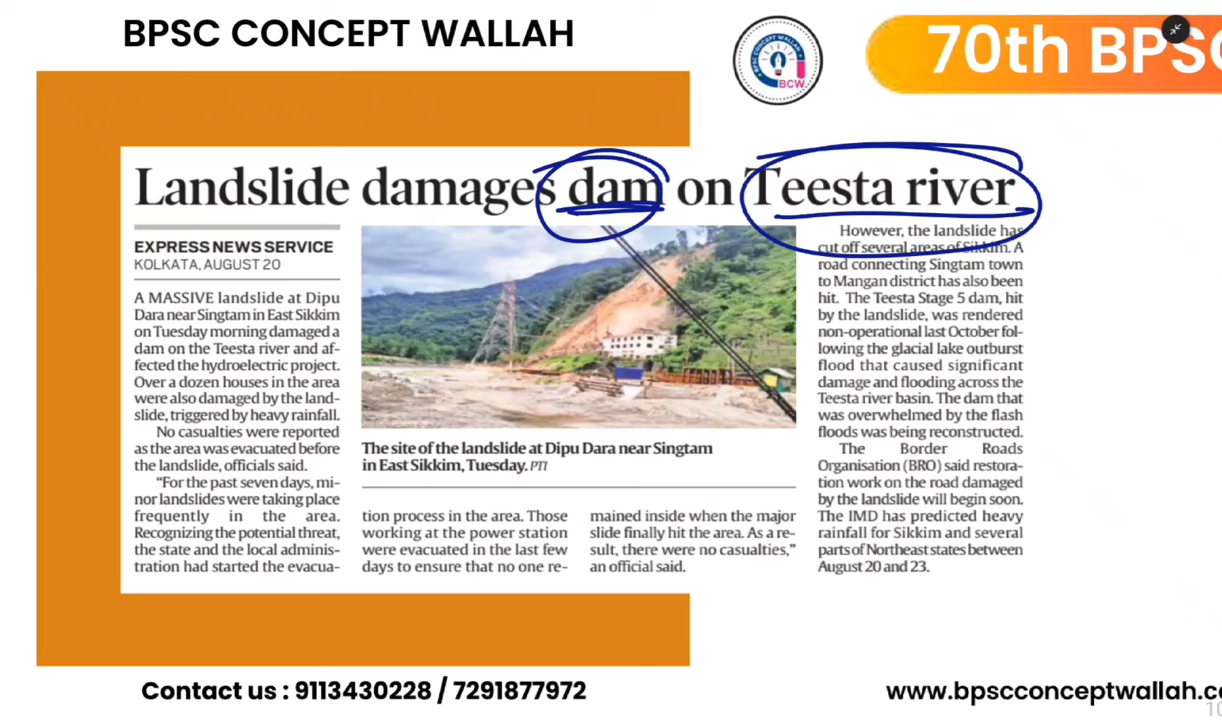 BPSC CONCEPT WALLAH
BPSC CONCEPT WALLAH
BCW
70th BPSC
Landslide damages dam on Teesta river
EXPRESS NEWS SERVICE
KOLKATA, AUGUST 20
A MASSIVE landslide at Dipu
Dara near Singtam in East Sikkim
on Tuesday morning damaged a
dam on the Teesta river and af-
fected the hydroelectric project.
Over a dozen houses in the area
were also damaged by the land-
slide, triggered by heavy rainfall.
No casualties were reported
as the area was evacuated before
the landslide, officials said.
“For the past seven days, mi-
nor landslides were taking place
frequently in the area.
Recognizing the potential threat,
the state and the local adminis-
tration had started the evacua-
The site of the landslide at Dipu Dara near Singtam
in East Sikkim, Tuesday. PTI
tion process in the area. Those
working at the power station
were evacuated in the last few
days to ensure that no one re-
mained inside when the major
slide finally hit the area. As a re-
sult, there were no casualties,”
an official said.
However, the landslide has
cut off several areas of Sikkim. A
road connecting Singtam town
to Mangan district has also been
hit. The Teesta Stage 5 dam, hit
by the landslide, was rendered
non-operational last October fol-
lowing the glacial lake outburst
flood that caused significant
damage and flooding across the
Teesta river basin. The dam that
was overwhelmed by the flash
floods was being reconstructed.
The Border Roads
Organisation (BRO) said restora-
tion work on the road damaged
by the landslide will begin soon.
The IMD has predicted heavy
rainfall for Sikkim and several
parts of Northeast states between
August 20 and 23.
Contact us : 9113430228 / 7291877972
www.bpscconceptwallah.co
10